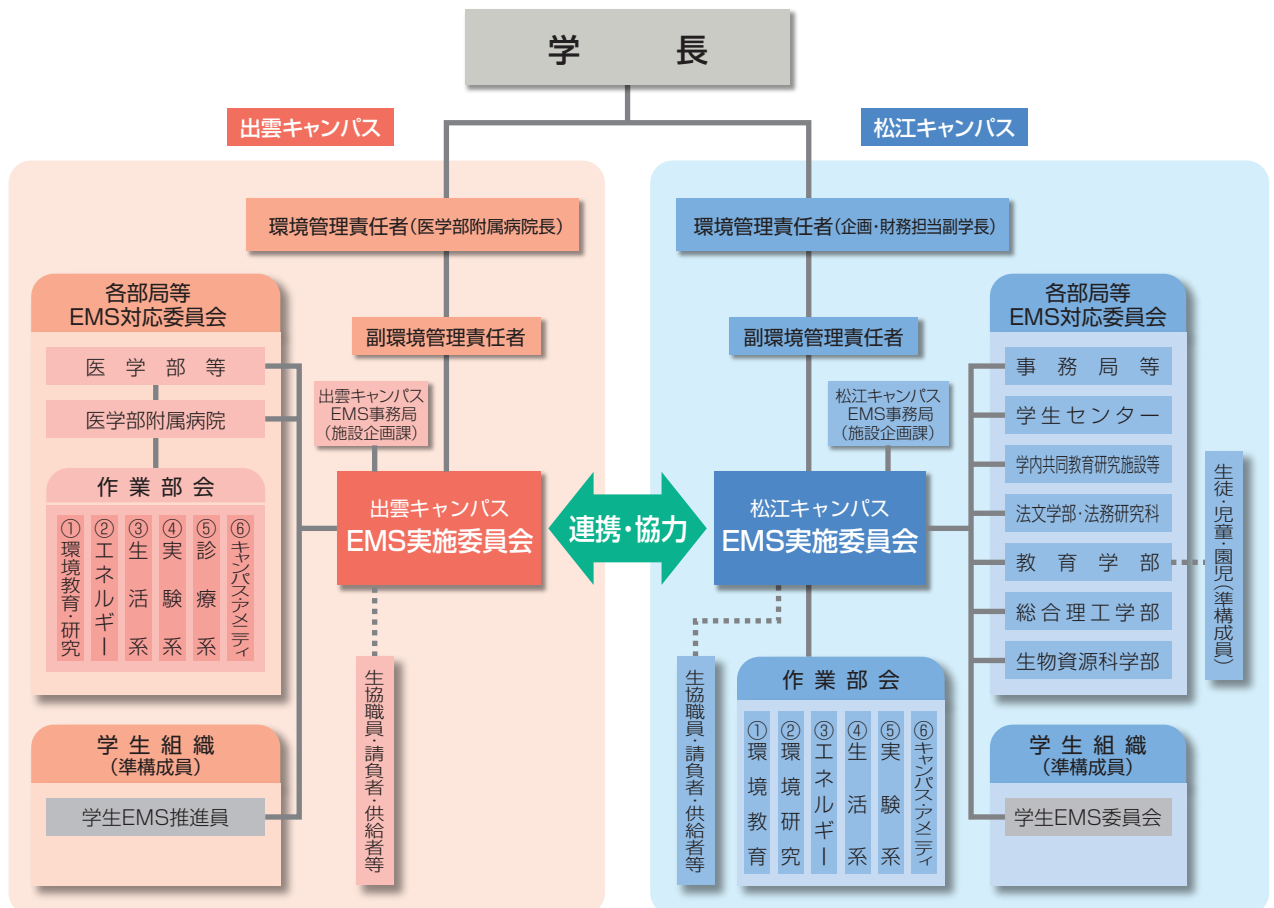 学長
出雲キャンパス
環境管理責任者(医学部附属病院長)
副環境管理責任者
出雲キャンパス
EMS事務局
(施設企画課)
出雲キャンパス
EMS実施委員会
各部局等
EMS対応委員会
医学部等
医学部附属病院
作業部会
①環境教育・研究
②エネルギー
③生活系
④実験系
⑤診療系
⑥キャンパス・アメニティ
学生組織
(準構成員)
学生EMS推進員
生協職員・請負者・供給者等
連携・協力
松江キャンパス
環境管理責任者(企画・財務担当副学長)
副環境管理責任者
松江キャンパス
EMS事務局
(施設企画課)
松江キャンパス
EMS実施委員会
生協職員・請負者・供給者等
作業部会
①環境教育
②環境研究
③エネルギー
④生活系
⑤実験系
⑥キャンパス・アメニティ
各部局等
EMS対応委員会
事務局等
学生センター
学内共同教育研究施設等
法文学部・法務研究科
教育学部
総合理工学部
生物資源科学部
生徒・児童・園児(準構成員)
学生組織
(準構成員)
学生EMS委員会